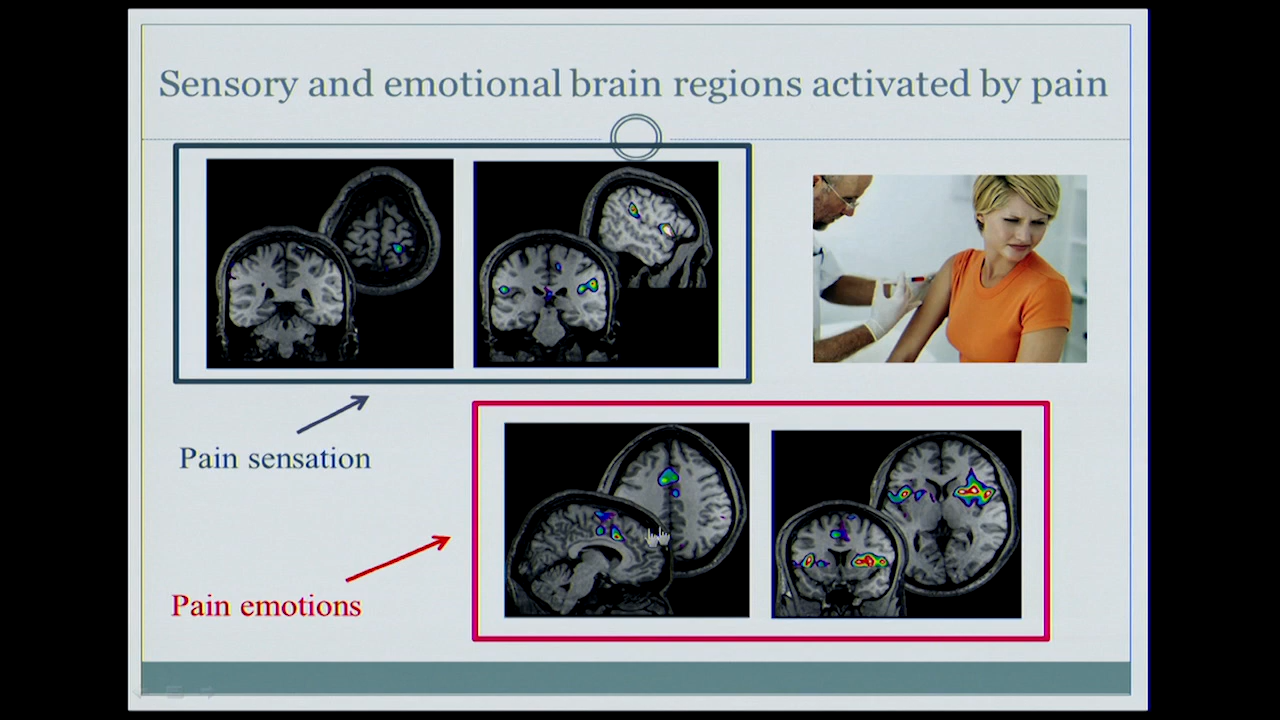 Sensory and emotional brain regions activated by pain
Pain sensation
Pain emotions